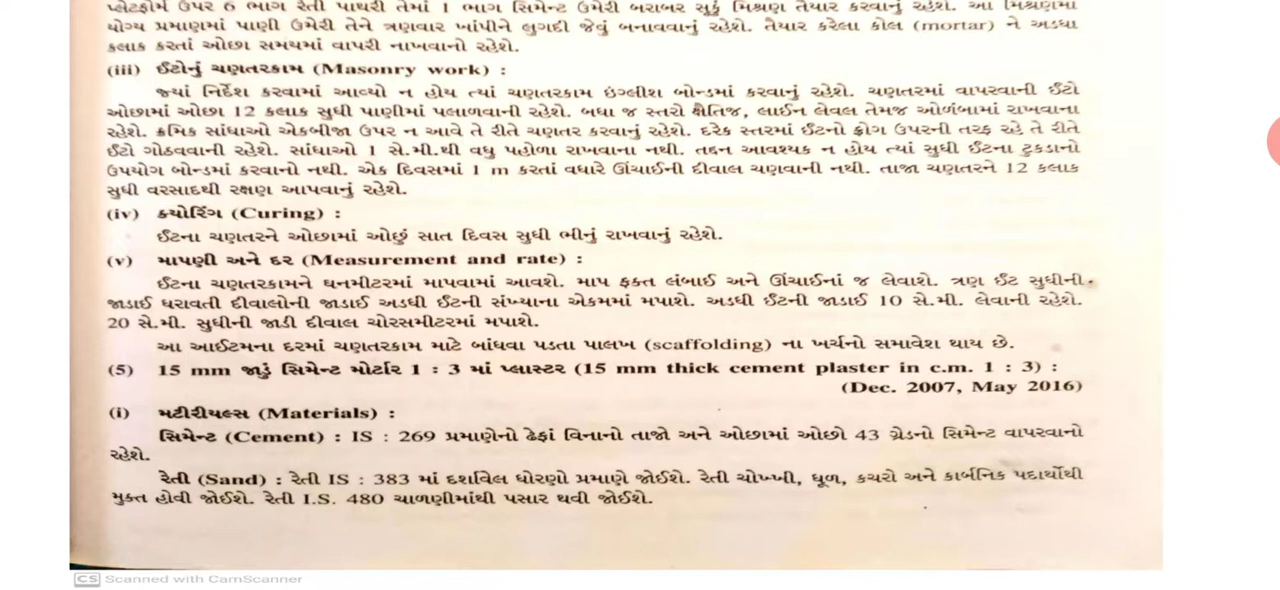 પ્લેટફોર્મ ઉપર 6 ભાગ રેતી પાથરી તેમાં 1 ભાગ સિમેન્ટ ઉમેરી બરાબર સૂકું મિશ્રણ તૈયાર કરવાનું રહેશે. આ મિશ્રણમાં
યોગ્ય પ્રમાણમાં પાણી ઉમેરી તેને ત્રણવાર ખાંપીને લુગદી જેવું બનાવવાનું રહેશે. તૈયાર કરેલા કોલ (mortar) ને અડધા
કલાક કરતાં ઓછા સમયમાં વાપરી નાખવાનો રહેશે.
(iii) ઈંટોનું ચણતરકામ (Masonry work) :
જ્યાં નિર્દેશ કરવામાં આવ્યો ન હોય ત્યાં ચણતરકામ ઇંગ્લીશ બોન્ડમાં કરવાનું રહેશે. ચણતરમાં વાપરવાની ઈંટો
ઓછામાં ઓછા 12 કલાક સુધી પાણીમાં પલાળવાની રહેશે. બધા જ સ્તરો ક્ષૈતિજ, લાઈન લેવલ તેમજ ઓળંબામાં રાખવાના
રહેશે. ક્રમિક સાંધાઓ એકબીજા ઉપર ન આવે તે રીતે ચણતર કરવાનું રહેશે. દરેક સ્તરમાં ઈંટનો ફ્રોગ ઉપરની તરફ રહે તે રીતે
ઈંટો ગોઠવવાની રહેશે. સાંધાઓ 1 સે.મી.થી વધુ પહોળા રાખવાના નથી. તદ્દન આવશ્યક ન હોય ત્યાં સુધી ઈંટના ટુકડાનો
ઉપયોગ બોન્ડમાં કરવાનો નથી. એક દિવસમાં 1 m કરતાં વધારે ઊંચાઈની દીવાલ ચણવાની નથી. તાજા ચણતરને 12 કલાક
સુધી વરસાદથી રક્ષણ આપવાનું રહેશે.
(iv) ક્યોરિંગ (Curing) :
ઈંટના ચણતરને ઓછામાં ઓછું સાત દિવસ સુધી ભીનું રાખવાનું રહેશે.
(v) માપણી અને દર (Measurement and rate) :
ઈંટના ચણતરકામને ઘનમીટરમાં માપવામાં આવશે. માપ ફક્ત લંબાઈ અને ઊંચાઈનાં જ લેવાશે. ત્રણ ઈંટ સુધીની
જાડાઈ ધરાવતી દીવાલોની જાડાઈ અડધી ઈંટની સંખ્યાના એકમમાં મપાશે. અડધી ઈંટની જાડાઈ 10 સે.મી. લેવાની રહેશે.
20 સે.મી. સુધીની જાડી દીવાલ ચોરસમીટરમાં મપાશે.
આ આઈટમના દરમાં ચણતરકામ માટે બાંધવા પડતા પાલખ (scaffolding) ના ખર્ચનો સમાવેશ થાય છે.
(5) 15 mm જાડું સિમેન્ટ મોર્ટાર 1 : 3 માં પ્લાસ્ટર (15 mm thick cement plaster in c.m. 1 : 3) :
(Dec. 2007, May 2016)
(i) મટીરીયલ્સ (Materials) :
સિમેન્ટ (Cement) : IS : 269 પ્રમાણેનો ઢેફાં વિનાનો તાજો અને ઓછામાં ઓછો 43 ગ્રેડનો સિમેન્ટ વાપરવાનો
રહેશે.
રેતી (Sand) : રેતી IS : 383 માં દર્શાવેલ ધોરણો પ્રમાણે જોઈશે. રેતી ચોખ્ખી, ધૂળ, કચરો અને કાર્બનિક પદાર્થોથી
મુક્ત હોવી જોઈશે. રેતી I.S. 480 ચાળણીમાંથી પસાર થવી જોઈશે.
CS Scanned with CamScanner